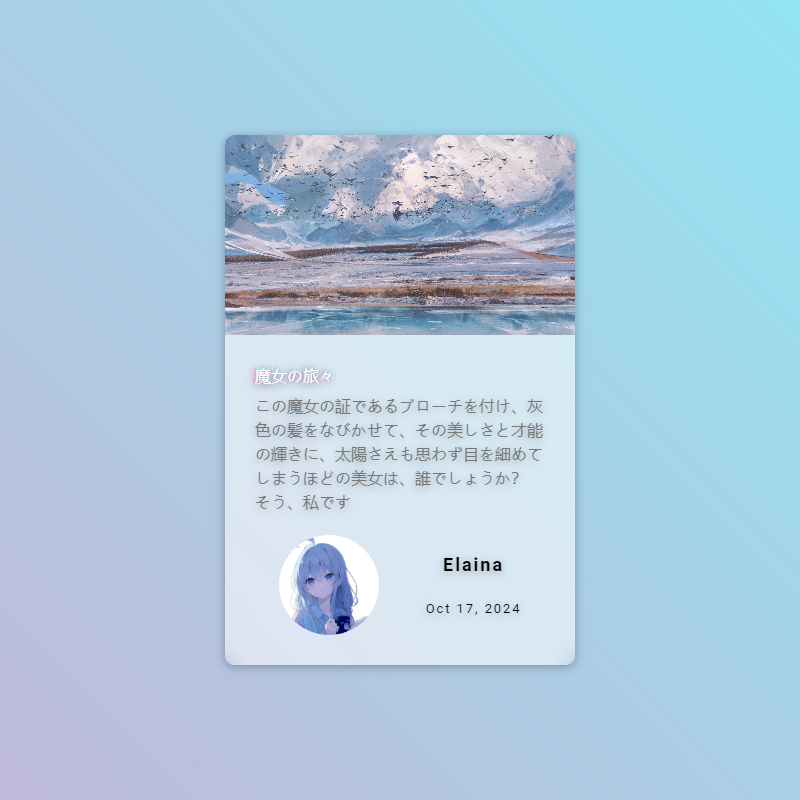 魔女の旅々
この魔女の証であるブローチを付け、灰
色の髪をなびかせて、その美しさと才能
の輝きに、太陽さえも思わず目を細めて
しまうほどの美女は、誰でしょうか?
そう、私です
Elaina
Oct 17, 2024